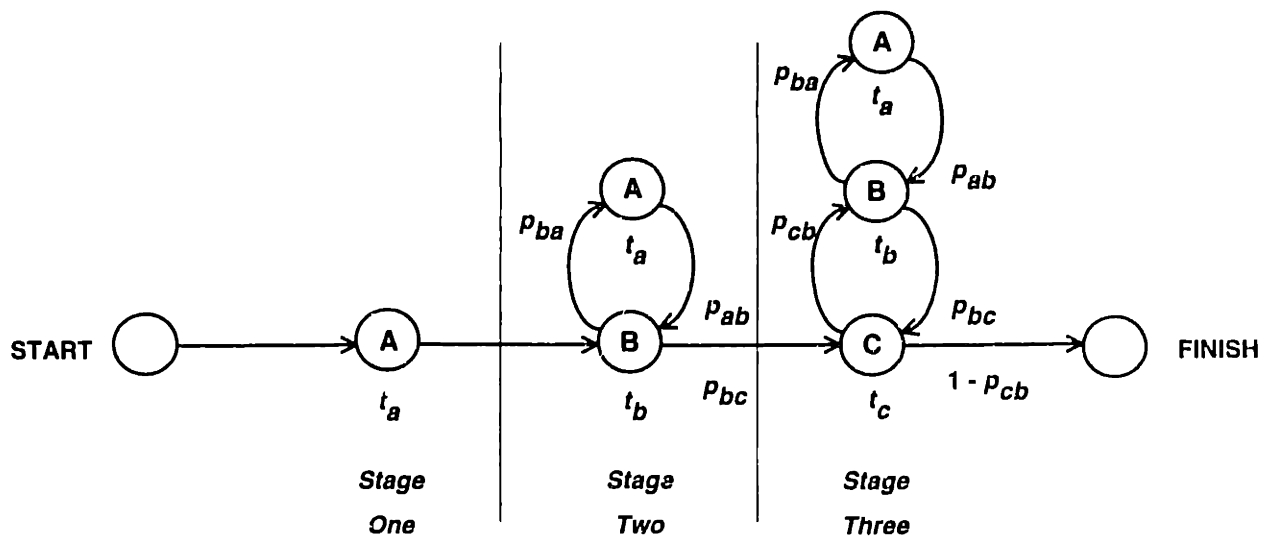 A
p_ba
t_a
p_ab
A
B
p_ba
t_a
p_cb
t_b
p_ab
p_bc
START
A
B
C
FINISH
t_a
t_b
p_bc
t_c
1 - p_cb
Stage
Stage
Stage
One
Two
Three